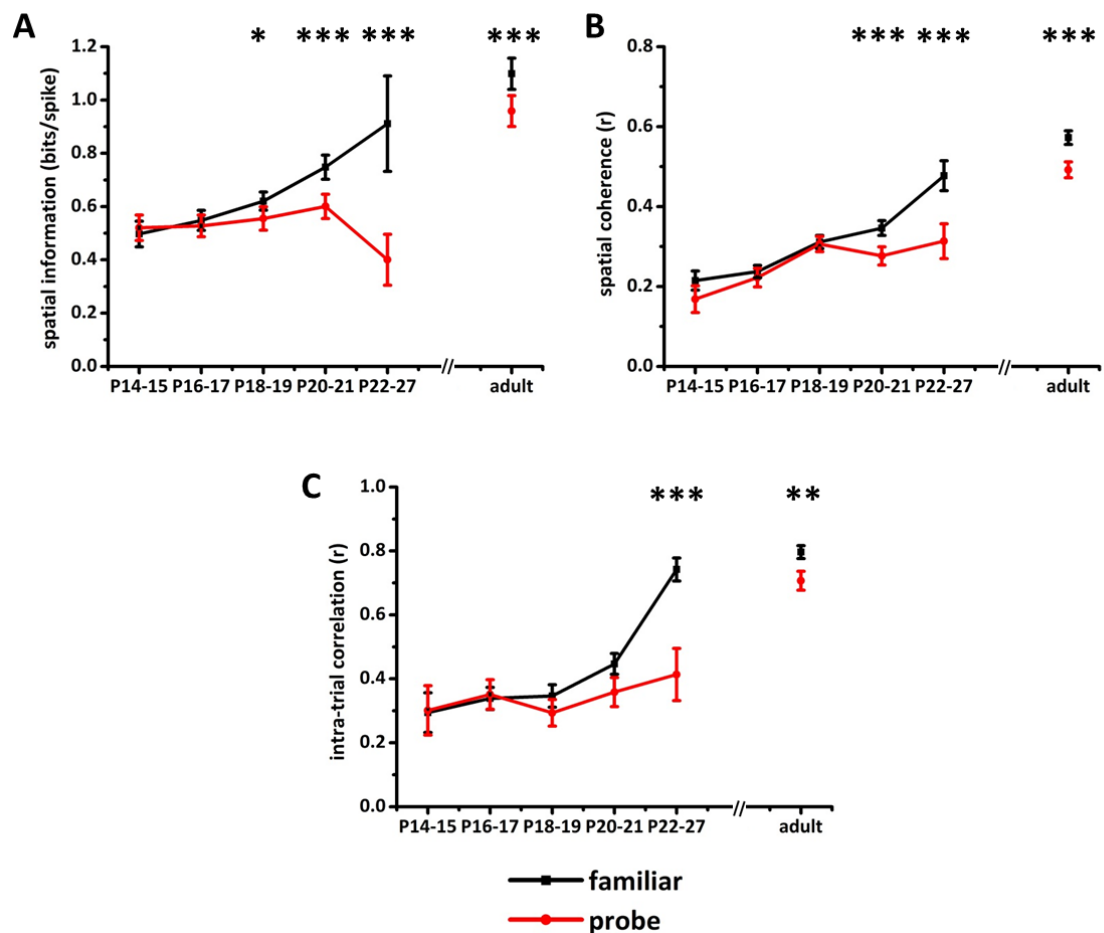 A
* *** *** ***
spatial information (bits/spike)
1.2
1.0
0.8
0.6
0.4
0.2
0.0
P14-15 P16-17 P18-19 P20-21 P22-27 // adult
B
*** *** ***
spatial coherence (r)
0.8
0.6
0.4
0.2
0.0
P14-15 P16-17 P18-19 P20-21 P22-27 // adult
C
*** **
intra-trial correlation (r)
1.0
0.8
0.6
0.4
0.2
0.0
P14-15 P16-17 P18-19 P20-21 P22-27 // adult
familiar
probe